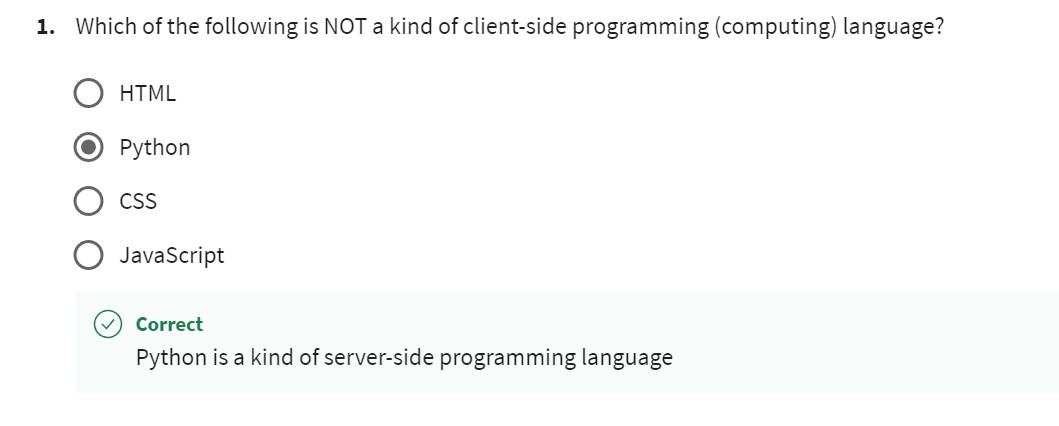 1. Which of the following is NOT a kind of client-side programming (computing) language?
HTML
Python
CSS
JavaScript
Correct
Python is a kind of server-side programming language